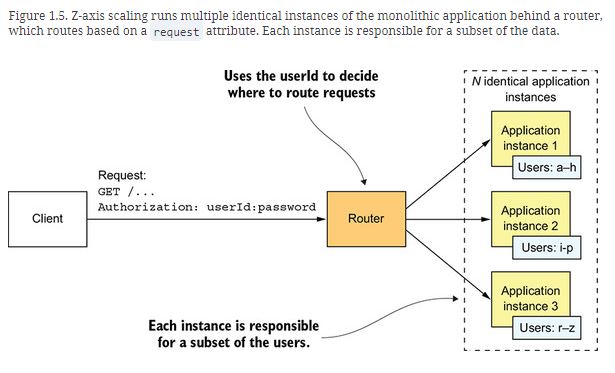 Figure 1.5. Z-axis scaling runs multiple identical instances of the monolithic application behind a router,
which routes based on a request attribute. Each instance is responsible for a subset of the data.
Uses the userId to decide
where to route requests
N identical application
instances
Application
instance 1
Users: a–h
Request:
GET /...
Authorization: userId:password
Client
Router
Application
instance 2
Users: i-p
Application
instance 3
Users: r–z
Each instance is responsible
for a subset of the users.